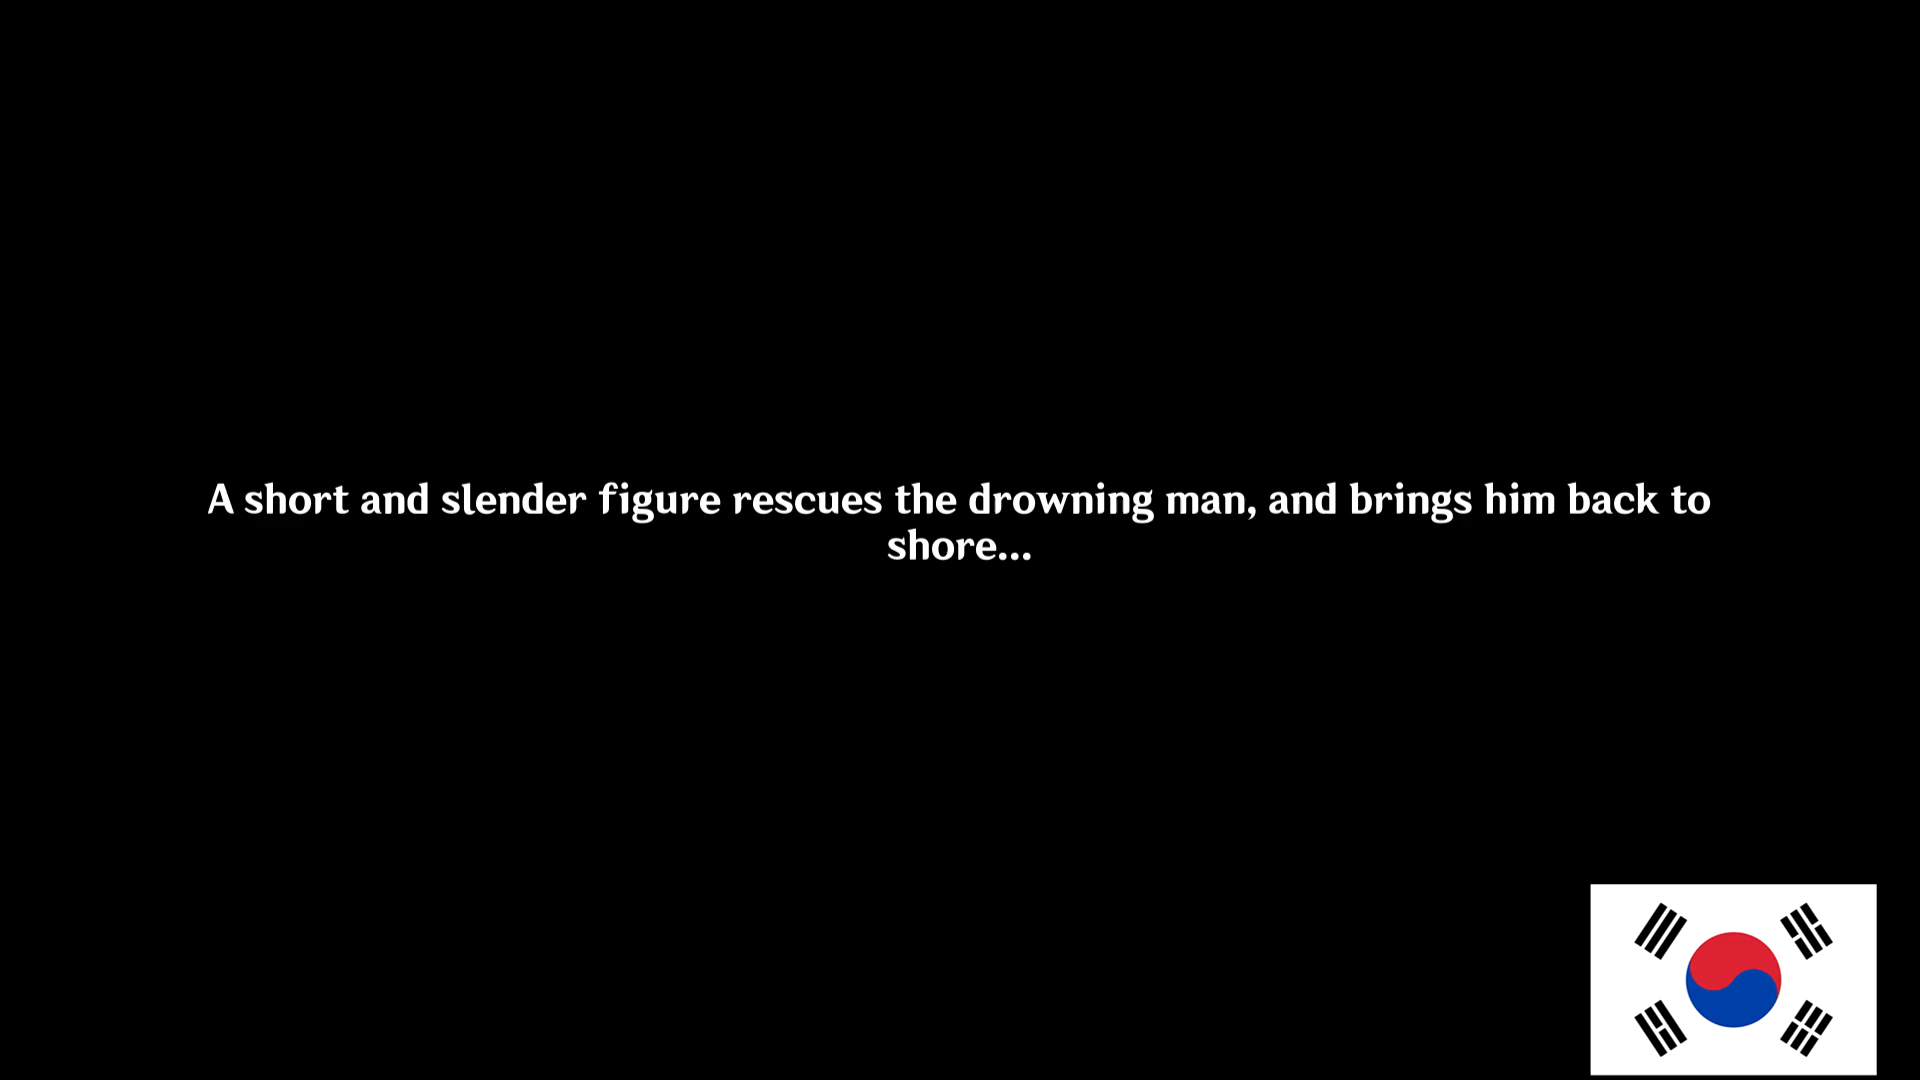 A short and slender figure rescues the drowning man, and brings him back to
shore...